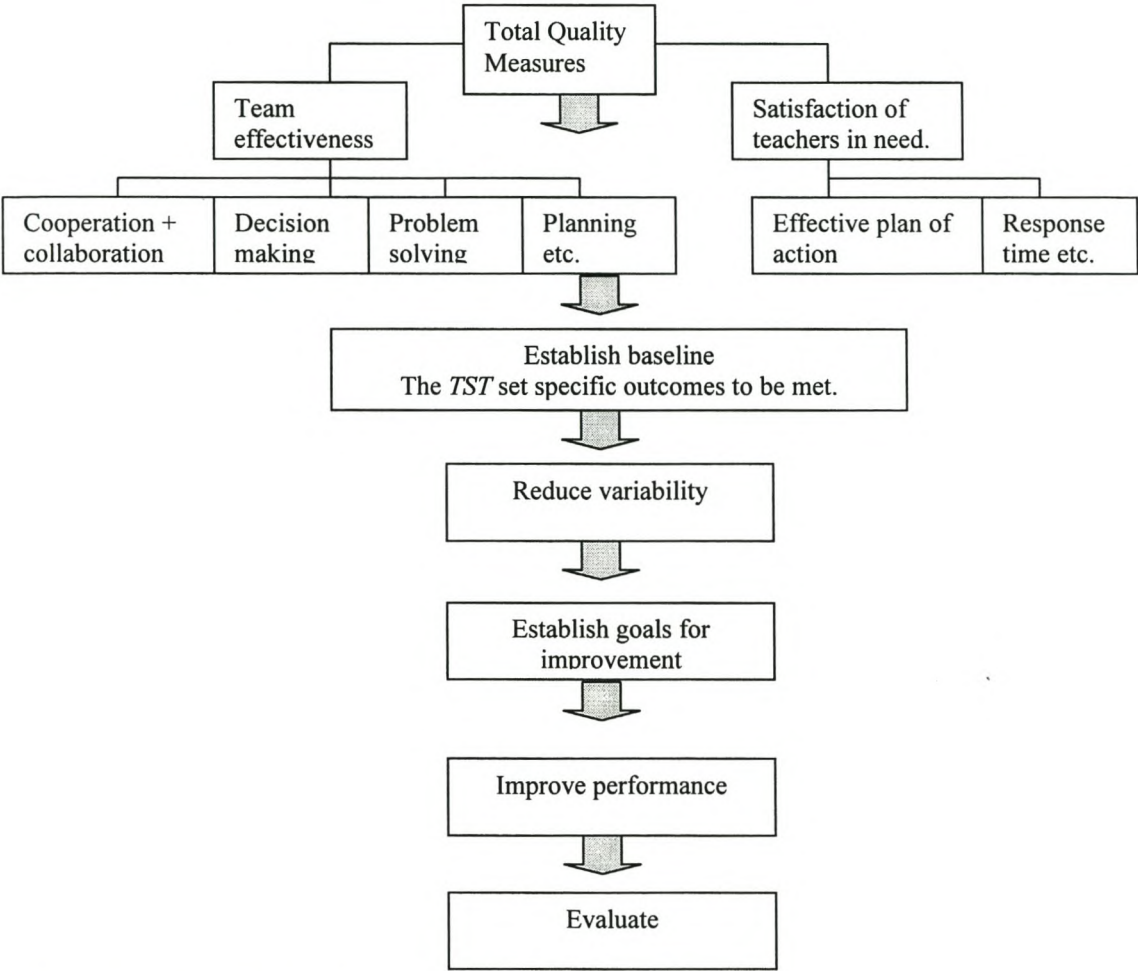 Total Quality
Measures
Team
effectiveness
Satisfaction of
teachers in need.
Cooperation +
collaboration
Decision
making
Problem
solving
Planning
etc.
Effective plan of
action
Response
time etc.
Establish baseline
The TST set specific outcomes to be met.
Reduce variability
Establish goals for
improvement
Improve performance
Evaluate